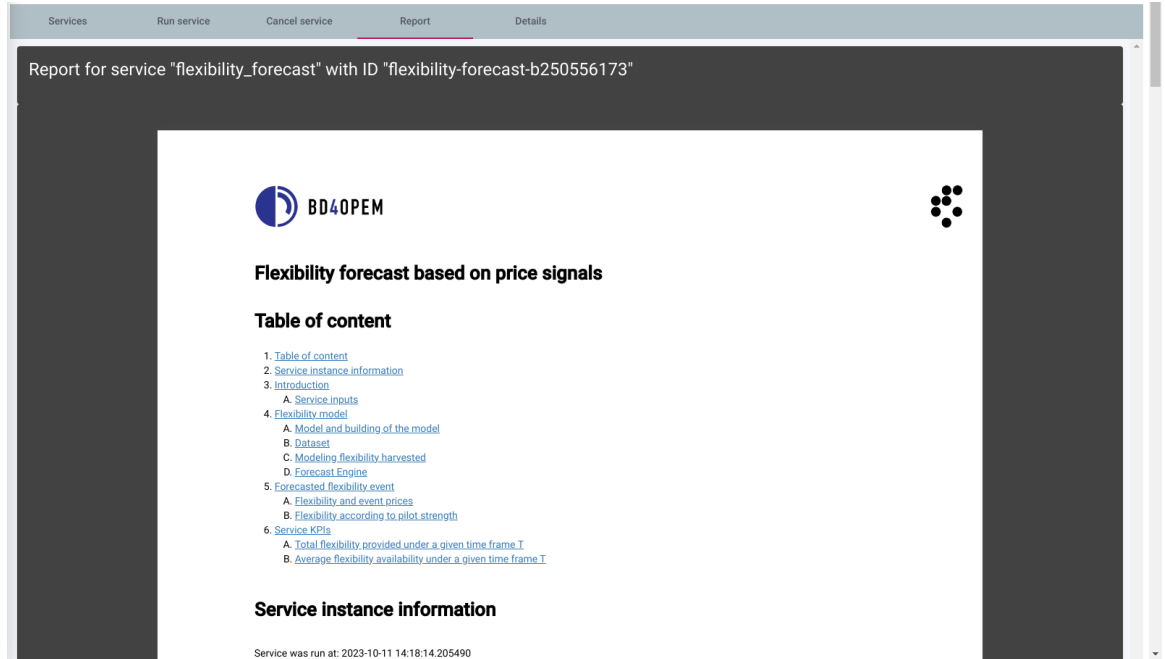 Services Run service Cancel service Report Details
Report for service "flexibility_forecast" with ID "flexibility-forecast-b250556173"
BD4OPEM
Flexibility forecast based on price signals
Table of content
1. Table of content
2. Service instance information
3. Introduction
A. Service inputs
4. Flexibility model
A. Model and building of the model
B. Dataset
C. Modeling flexibility harvested
D. Forecast Engine
5. Forecasted flexibility event
A. Flexibility and event prices
B. Flexibility according to pilot strength
6. Service KPIs
A. Total flexibility provided under a given time frame T
B. Average flexibility availability under a given time frame T
Service instance information
Service was run at: 2023-10-11 14:18:14.205490